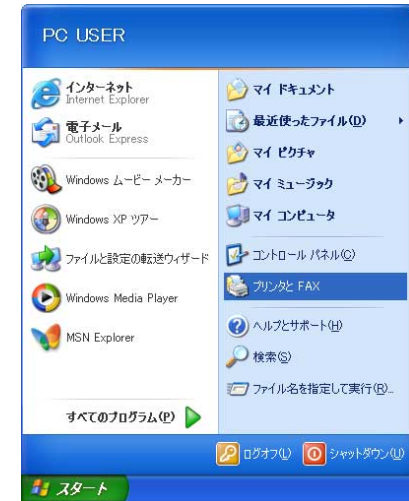 PC USER
インターネット
Internet Explorer
電子メール
Outlook Express
Windows ムービー メーカー
Windows XP ツアー
ファイルと設定の転送ウィザード
Windows Media Player
MSN Explorer
すべてのプログラム(P)
マイ ドキュメント
最近使ったファイル(D)
マイ ピクチャ
マイ ミュージック
マイ コンピュータ
コントロール パネル(C)
プリンタと FAX
ヘルプとサポート(H)
検索(S)
ファイル名を指定して実行(R)...
ログオフ(L)
シャットダウン(U)
スタート